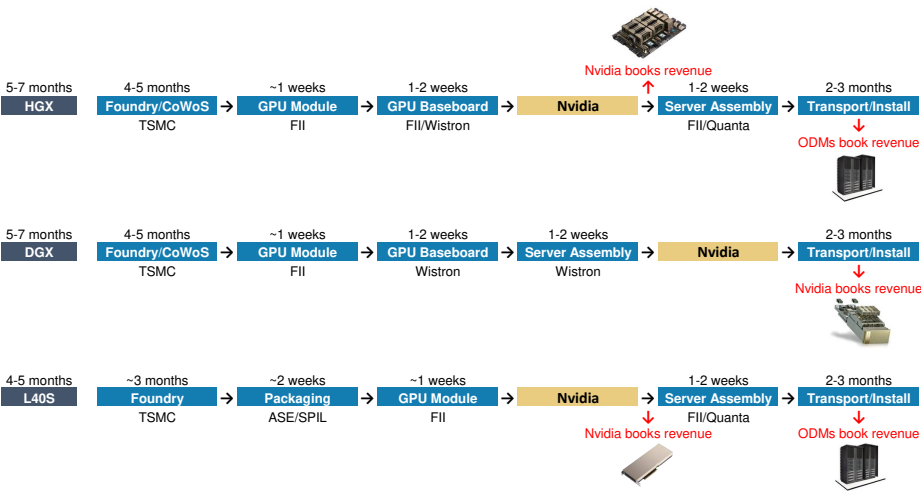 Nvidia books revenue
5-7 months 4-5 months ~1 weeks 1-2 weeks ↑ 1-2 weeks 2-3 months
HGX Foundry/CoWoS → GPU Module → GPU Baseboard → Nvidia → Server Assembly → Transport/Install
TSMC FII FII/Wistron FII/Quanta ↓
ODMs book revenue
5-7 months 4-5 months ~1 weeks 1-2 weeks 1-2 weeks 2-3 months
DGX Foundry/CoWoS → GPU Module → GPU Baseboard → Server Assembly → Nvidia → Transport/Install
TSMC FII Wistron Wistron ↓
Nvidia books revenue
4-5 months ~3 months ~2 weeks ~1 weeks 1-2 weeks 2-3 months
L40S Foundry → Packaging → GPU Module → Nvidia → Server Assembly → Transport/Install
TSMC ASE/SPIL FII ↓ FII/Quanta ↓
Nvidia books revenue ODMs book revenue